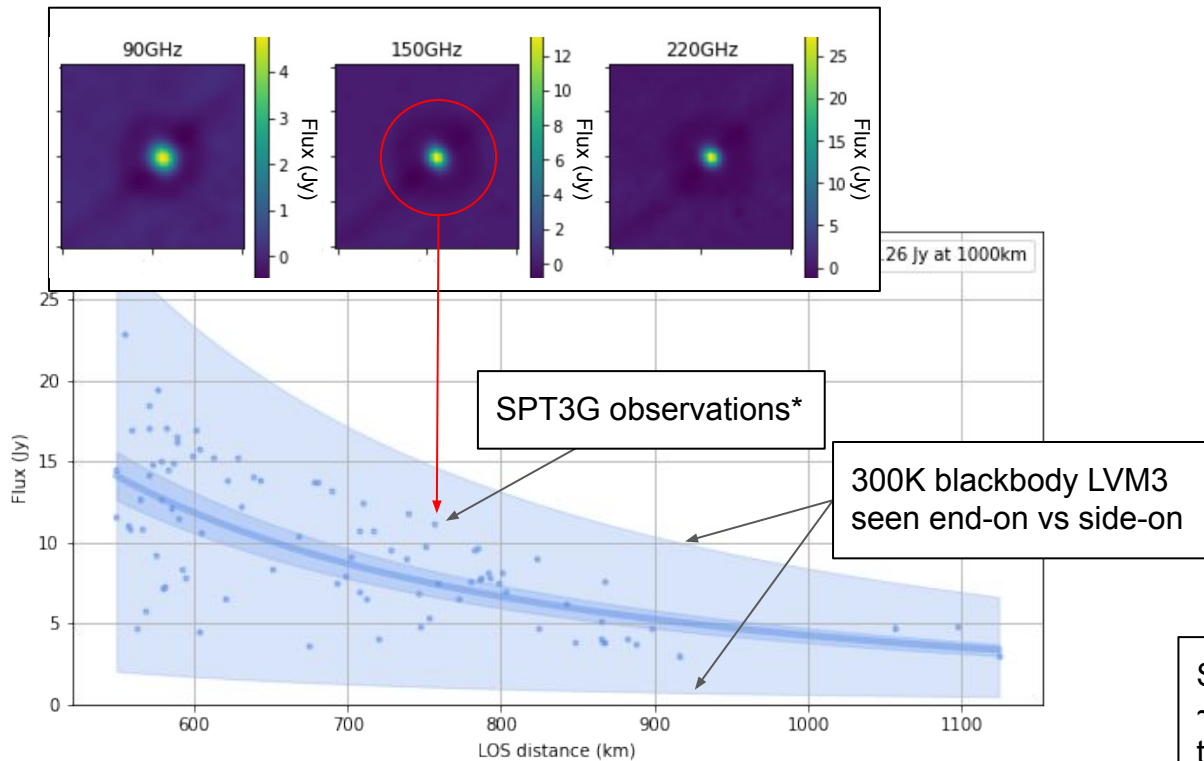 90GHz
150GHz
220GHz
4
3
2
1
0
Flux (Jy)
12
10
8
6
4
2
0
Flux (Jy)
25
20
15
10
5
0
Flux (Jy)
.26 Jy at 1000km
25
20
15
10
5
0
Flux (Jy)
SPT3G observations*
300K blackbody LVM3
seen end-on vs side-on
600
700
800
900
1000
1100
LOS distance (km)
S